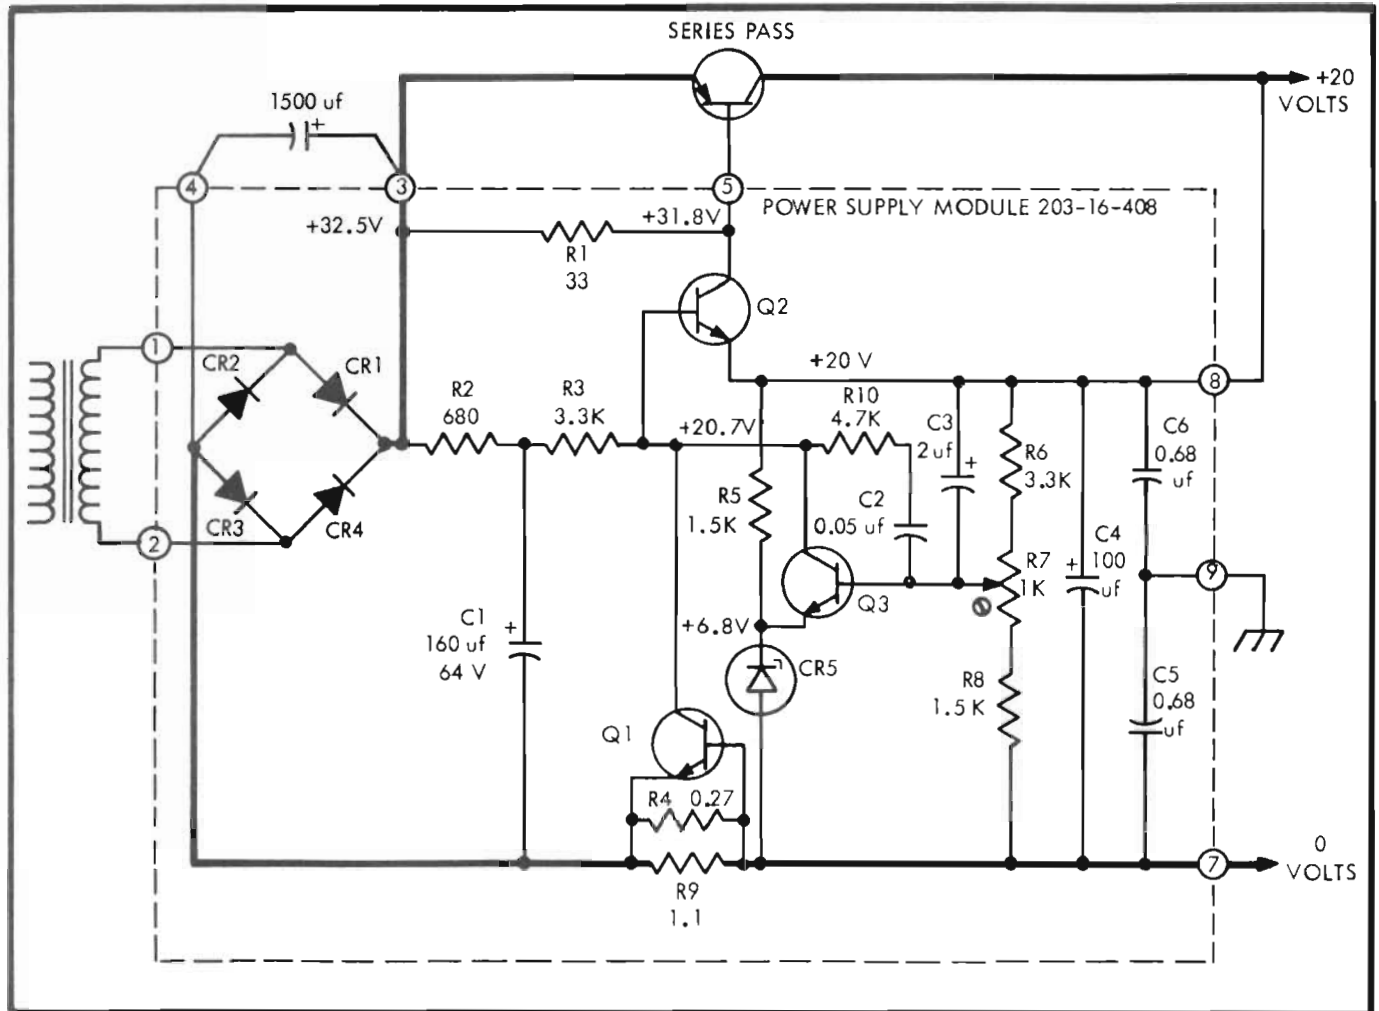 SERIES PASS
+20
VOLTS
1500 uf
+
4
3
5
POWER SUPPLY MODULE 203-16-408
+32.5V
+31.8V
R1
33
Q2
1
CR2
CR1
+20 V
8
R2
680
R3
3.3K
+20.7V
R10
4.7K
C3
2uf
+
R6
3.3K
C6
0.68
uf
R5
1.5K
C2
0.05 uf
CR3
CR4
2
R7
1K
C4
+
100
uf
9
Q3
C1
+
160 uf
64 V
+6.8V
CR5
R8
1.5K
C5
0.68
uf
Q1
R4 0.27
7
0
VOLTS
R9
1.1